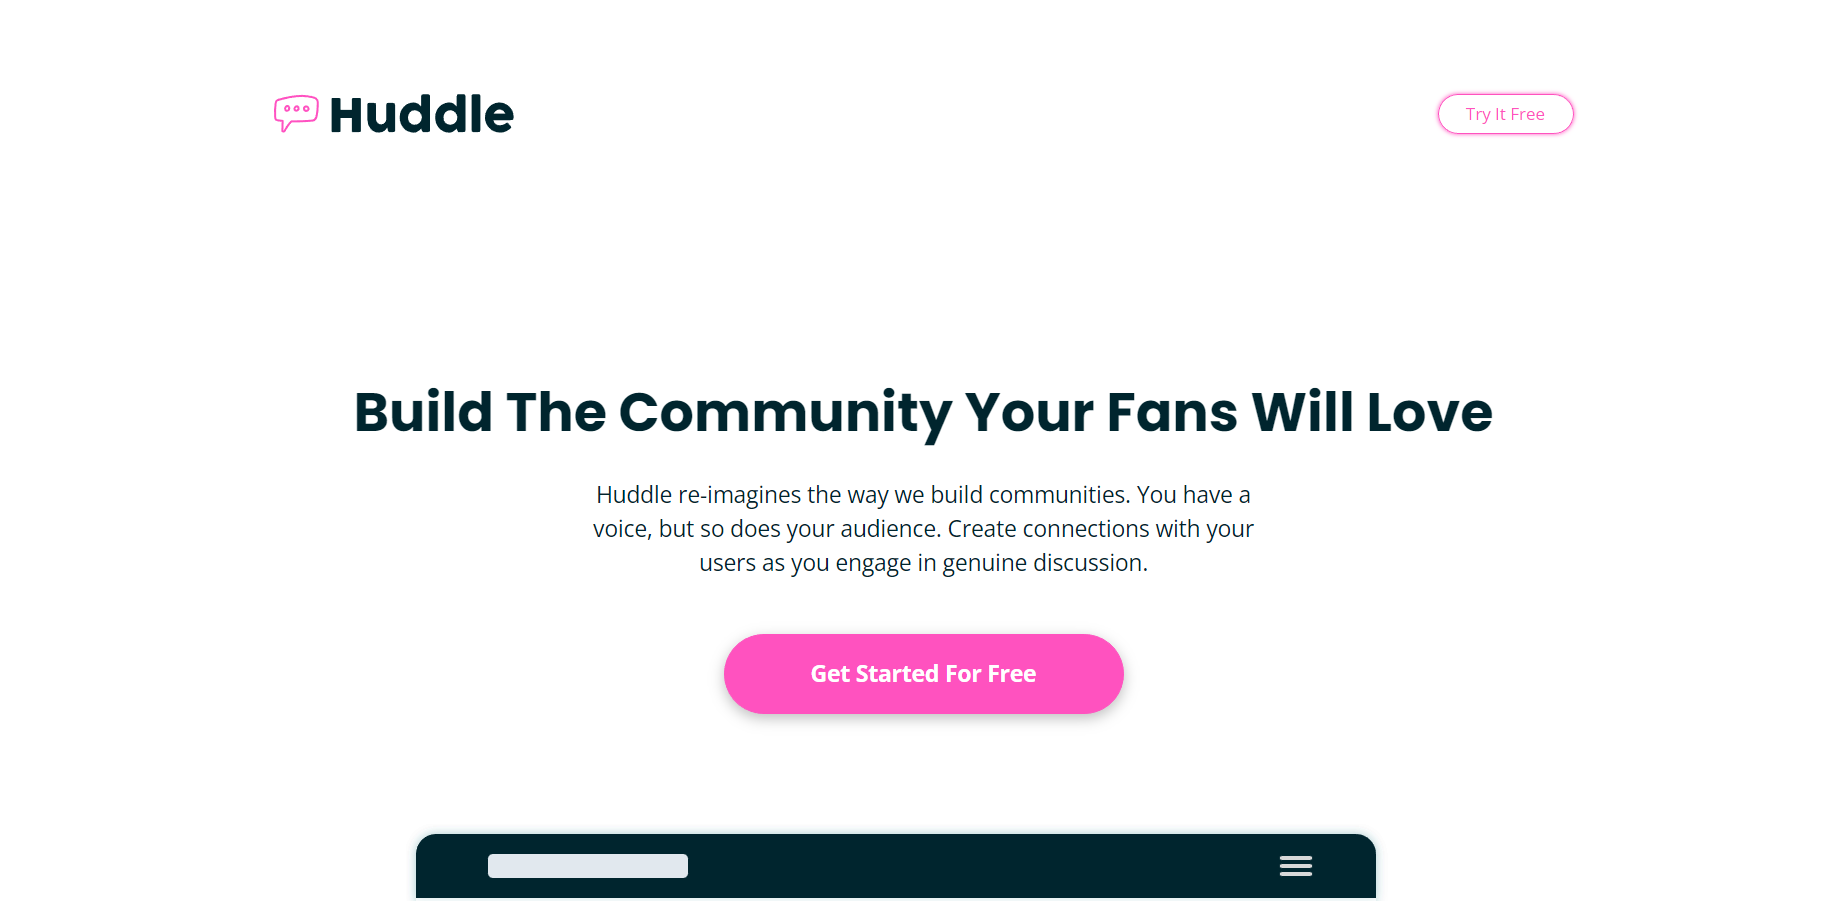 Huddle
Try It Free
Build The Community Your Fans Will Love
Huddle re-imagines the way we build communities. You have a
voice, but so does your audience. Create connections with your
users as you engage in genuine discussion.
Get Started For Free